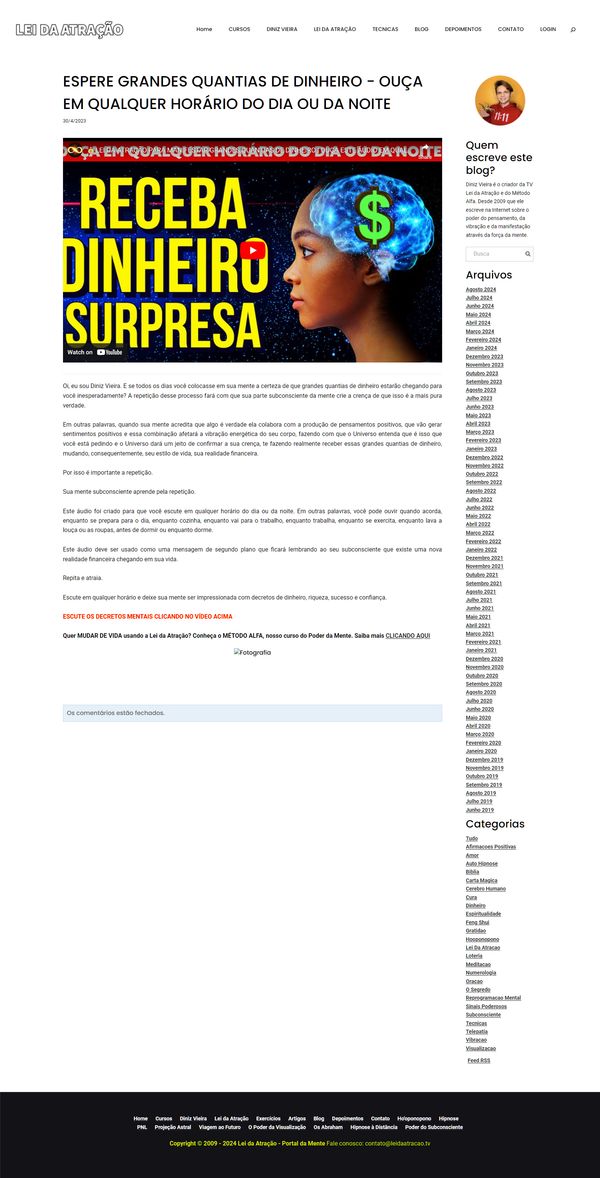 LEI DA ATRAÇÃO
Home CURSOS DINIZ VIEIRA LEI DA ATRAÇÃO TECNICAS BLOG DEPOIMENTOS CONTATO LOGIN
ESPERE GRANDES QUANTIAS DE DINHEIRO - OUÇA
EM QUALQUER HORÁRIO DO DIA OU DA NOITE
30/4/2023
OUÇA EM QUALQUER HORÁRIO DO DIA OU DA NOITE
RECEBA
DINHEIRO
SURPRESA
$
Watch on YouTube
Oi, eu sou Diniz Vieira. E se todos os dias você colocasse em sua mente a certeza de que grandes quantias de dinheiro estarão chegando para
você inesperadamente? A repetição desse processo fará com que sua parte subconsciente da mente crie a crença de que isso é a mais pura
verdade.
Em outras palavras, quando sua mente acredita que algo é verdade ela colabora com a produção de pensamentos positivos, que vão gerar
sentimentos positivos e essa combinação afetará a vibração energética do seu corpo, fazendo com que o Universo entenda que é isso que
você está pedindo e o Universo dará um jeito de confirmar a sua crença, te fazendo realmente receber essas grandes quantias de dinheiro,
mudando, consequentemente, seu estilo de vida, sua realidade financeira.
Por isso é importante a repetição.
Sua mente subconsciente aprende pela repetição.
Este áudio foi criado para que você escute em qualquer horário do dia ou da noite. Em outras palavras, você pode ouvir quando acorda,
enquanto se prepara para o dia, enquanto cozinha, enquanto vai para o trabalho, enquanto trabalha, enquanto se exercita, enquanto lava a
louça ou as roupas, antes de dormir ou enquanto dorme.
Este áudio deve ser usado como uma mensagem de segundo plano que ficará lembrando ao seu subconsciente que existe uma nova
realidade financeira chegando em sua vida.
Repita e atraia.
Escute em qualquer horário e deixe sua mente ser impressionada com decretos de dinheiro, riqueza, sucesso e confiança.
ESCUTE OS DECRETOS MENTAIS CLICANDO NO VÍDEO ACIMA
Quer MUDAR DE VIDA usando a Lei da Atração? Conheça o MÉTODO ALFA, nosso curso do Poder da Mente. Saiba mais CLICANDO AQUI
Fotografia
Os comentários estão fechados.
11:11
Quem
escreve este
blog?
Diniz Vieira é o criador da TV
Lei da Atração e do Método
Alfa. Desde 2009 que ele
escreve na Internet sobre o
poder do pensamento, da
vibração e da manifestação
através da força da mente.
Busca
Arquivos
Agosto 2024
Julho 2024
Junho 2024
Maio 2024
Abril 2024
Março 2024
Fevereiro 2024
Janeiro 2024
Dezembro 2023
Novembro 2023
Outubro 2023
Setembro 2023
Agosto 2023
Julho 2023
Junho 2023
Maio 2023
Abril 2023
Março 2023
Fevereiro 2023
Janeiro 2023
Dezembro 2022
Novembro 2022
Outubro 2022
Setembro 2022
Agosto 2022
Julho 2022
Junho 2022
Maio 2022
Abril 2022
Março 2022
Fevereiro 2022
Janeiro 2022
Dezembro 2021
Novembro 2021
Outubro 2021
Setembro 2021
Agosto 2021
Julho 2021
Junho 2021
Maio 2021
Abril 2021
Março 2021
Fevereiro 2021
Janeiro 2021
Dezembro 2020
Novembro 2020
Outubro 2020
Setembro 2020
Agosto 2020
Julho 2020
Junho 2020
Maio 2020
Abril 2020
Março 2020
Fevereiro 2020
Janeiro 2020
Dezembro 2019
Novembro 2019
Outubro 2019
Setembro 2019
Agosto 2019
Julho 2019
Junho 2019
Categorias
Tudo
Afirmacoes Positivas
Amor
Auto Hipnose
Biblia
Carta Magica
Cerebro Humano
Cura
Dinheiro
Espiritualidade
Feng Shui
Gratidao
Hooponopono
Lei Da Atracao
Loteria
Meditacao
Numerologia
Oracao
O Segredo
Reprogramacao Mental
Sinais Poderosos
Subconsciente
Tecnicas
Telepatia
Vibracao
Visualizacao
Feed RSS
Home Cursos Diniz Vieira Lei da Atração Exercícios Artigos Blog Depoimentos Contato Ho'oponopono Hipnose
PNL Projeção Astral Viagem ao Futuro O Poder da Visualização Os Abraham Hipnose à Distância Poder do Subconsciente
Copyright © 2009 - 2024 Lei da Atração - Portal da Mente Fale conosco: contato@leidaatracao.tv